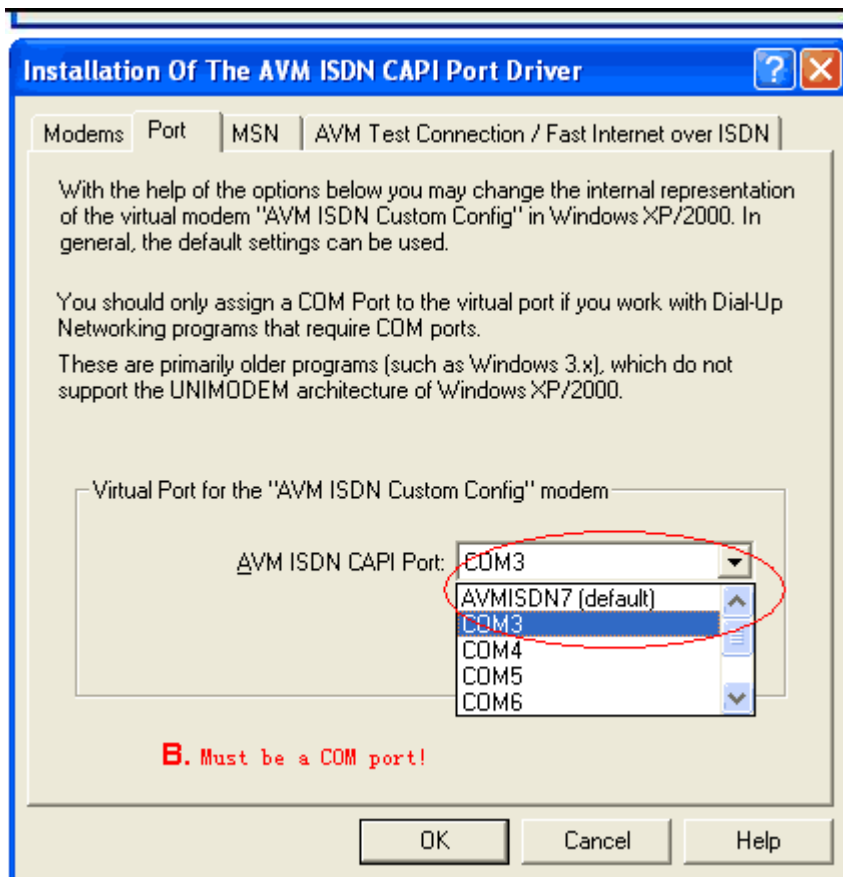 Installation Of The AVM ISDN CAPI Port Driver
Modems Port MSN AVM Test Connection / Fast Internet over ISDN
With the help of the options below you may change the internal representation
of the virtual modem "AVM ISDN Custom Config" in Windows XP/2000. In
general, the default settings can be used.
You should only assign a COM Port to the virtual port if you work with Dial-Up
Networking programs that require COM ports.
These are primarily older programs (such as Windows 3.x), which do not
support the UNIMODEM architecture of Windows XP/2000.
Virtual Port for the "AVM ISDN Custom Config" modem
AVM ISDN CAPI Port: COM3
AVMISDN7 (default)
COM3
COM4
COM5
COM6
B. Must be a COM port!
OK Cancel Help